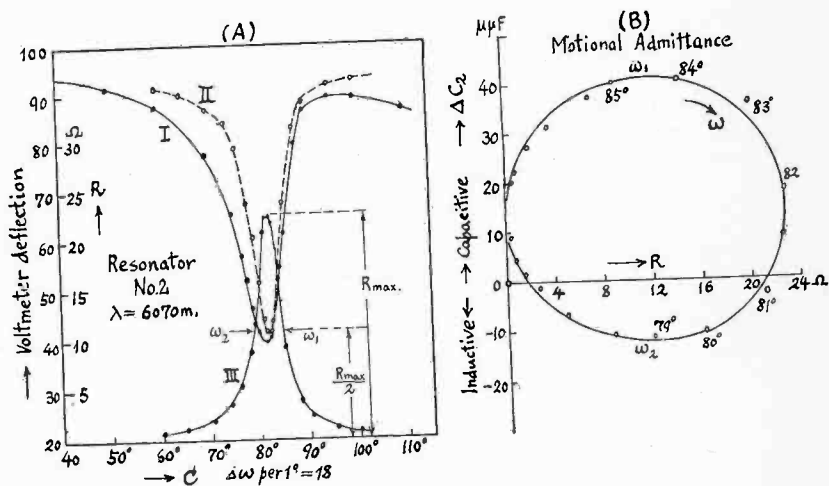 (A)
100
90
80
70
60
50
40
30
20
Ω
30
25
20
15
10
5
R
Voltmeter deflection
I
II
III
Resonator
No.2
λ = 6070m.
ω₂
ω₁
Rmax.
Rmax
2
40
50°
60°
70°
80°
90°
100°
110°
C
Δω per 1° = 18
(B)
μμF
Motional Admittance
40
30
20
10
0
-10
-20
Inductive
Capacitive
ΔC₂
R
4
8
12
16
20
24 Ω
ω₁
84°
85°
83°
ω
82
81°
80°
79°
ω₂